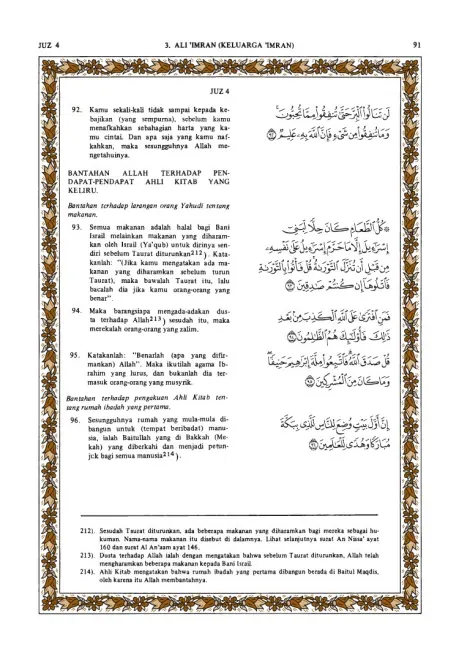 JUZ 4
3. ALI 'IMRAN (KELUARGA 'IMRAN)
91
JUZ 4
92. Kamu sekali-kali tidak sampai kepada ke-
bajikan (yang sempurna), sebelum kamu
menafkahkan sebahagian harta yang ka-
mu cintai. Dan apa saja yang kamu naf-
kahkan, maka sesungguhnya Allah me-
ngetahuinya.
لَن تَنَالُوا۟ ٱلْبِرَّ حَتَّىٰ تُنفِقُوا۟ مِمَّا تُحِبُّونَ ۚ
وَمَا تُنفِقُوا۟ مِن شَىْءٍ فَإِنَّ ٱللَّهَ بِهِۦ عَلِيمٌ ﴿٩٢﴾
BANTAHAN ALLAH TERHADAP PEN-
DAPAT-PENDAPAT AHLI KITAB YANG
KELIRU.
Bantahan terhadap larangan orang Yahudi tentang
makanan.
93. Semua makanan adalah halal bagi Bani
Israil melainkan makanan yang diharam-
kan oleh Israil (Ya'qub) untuk dirinya sen-
diri sebelum Taurat diturunkan212). Kata-
kanlah: "(Jika kamu mengatakan ada ma-
kanan yang diharamkan sebelum turun
Taurat), maka bawalah Taurat itu, lalu
bacalah dia jika kamu orang-orang yang
benar".
۞ كُلُّ ٱلطَّعَامِ كَانَ حِلًّا لِّبَنِىٓ
إِسْرَٰٓءِيلَ إِلَّا مَا حَرَّمَ إِسْرَٰٓءِيلُ عَلَىٰ نَفْسِهِۦ
مِن قَبْلِ أَن تُنَزَّلَ ٱلتَّوْرَىٰةُ ۗ قُلْ فَأْتُوا۟ بِٱلتَّوْرَىٰةِ
فَٱتْلُوهَآ إِن كُنتُمْ صَٰدِقِينَ ﴿٩٣﴾
94. Maka barangsiapa mengada-adakan dus-
ta terhadap Allah213) sesudah itu, maka
merekalah orang-orang yang zalim.
فَمَنِ ٱفْتَرَىٰ عَلَى ٱللَّهِ ٱلْكَذِبَ مِنۢ بَعْدِ
ذَٰلِكَ فَأُو۟لَٰٓئِكَ هُمُ ٱلظَّٰلِمُونَ ﴿٩٤﴾
95. Katakanlah: "Benarlah (apa yang difir-
mankan) Allah". Maka ikutilah agama Ib-
rahim yang lurus, dan bukanlah dia ter-
masuk orang-orang yang musyrik.
قُلْ صَدَقَ ٱللَّهُ ۗ فَٱتَّبِعُوا۟ مِلَّةَ إِبْرَٰهِيمَ حَنِيفًا
وَمَا كَانَ مِنَ ٱلْمُشْرِكِينَ ﴿٩٥﴾
Bantahan terhadap pengakuan Ahli Kitab ten-
tang rumah ibadah yang pertama.
96. Sesungguhnya rumah yang mula-mula di-
bangun untuk (tempat beribadat) manu-
sia, ialah Baitullah yang di Bakkah (Me-
kah) yang diberkahi dan menjadi petun-
juk bagi semua manusia214).
إِنَّ أَوَّلَ بَيْتٍ وُضِعَ لِلنَّاسِ لَلَّذِى بِبَكَّةَ
مُبَارَكًا وَهُدًى لِّلْعَٰلَمِينَ ﴿٩٦﴾
212). Sesudah Taurat diturunkan, ada beberapa makanan yang diharamkan bagi mereka sebagai hu-
kuman. Nama-nama makanan itu disebut di dalamnya. Lihat selanjutnya surat An Nisaa' ayat
160 dan surat Al An'aam ayat 146.
213). Dusta terhadap Allah ialah dengan mengatakan bahwa sebelum Taurat diturunkan, Allah telah
mengharamkan beberapa makanan kepada Bani Israil.
214). Ahli Kitab mengatakan bahwa rumah ibadah yang pertama dibangun berada di Baitul Maqdis,
oleh karena itu Allah membantahnya.